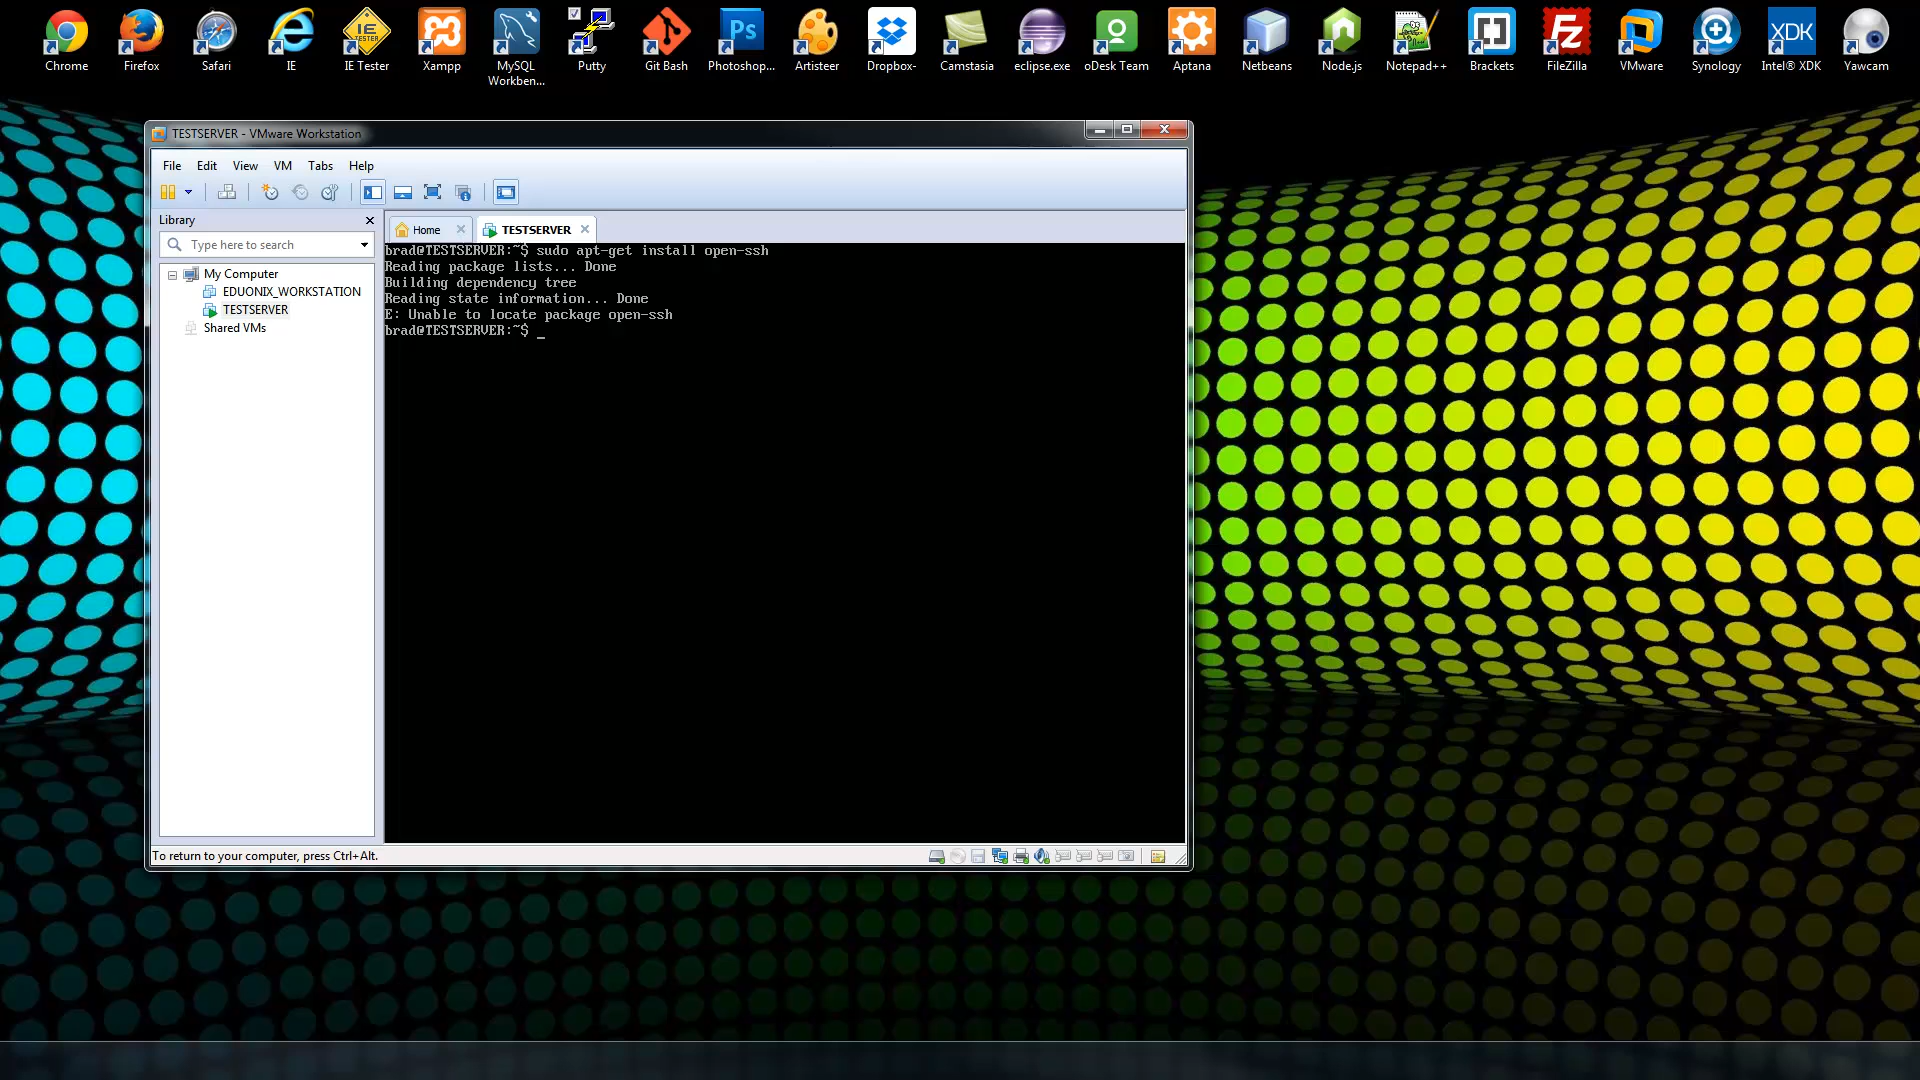 Chrome
Firefox
Safari
IE
IE Tester
Xampp
MySQL Workben...
Putty
Git Bash
Photoshop...
Artisteer
Dropbox-
Camstasia
eclipse.exe
oDesk Team
Aptana
Netbeans
Node.js
Notepad++
Brackets
FileZilla
VMware
Synology
Intel® XDK
Yawcam
TESTSERVER - VMware Workstation
File Edit View VM Tabs Help
Library
Type here to search
My Computer
EDUONIX_WORKSTATION
TESTSERVER
Shared VMs
Home TESTSERVER
brad@TESTSERVER:~$ sudo apt-get install open-ssh
Reading package lists... Done
Building dependency tree
Reading state information... Done
E: Unable to locate package open-ssh
brad@TESTSERVER:~$ _
To return to your computer, press Ctrl+Alt.